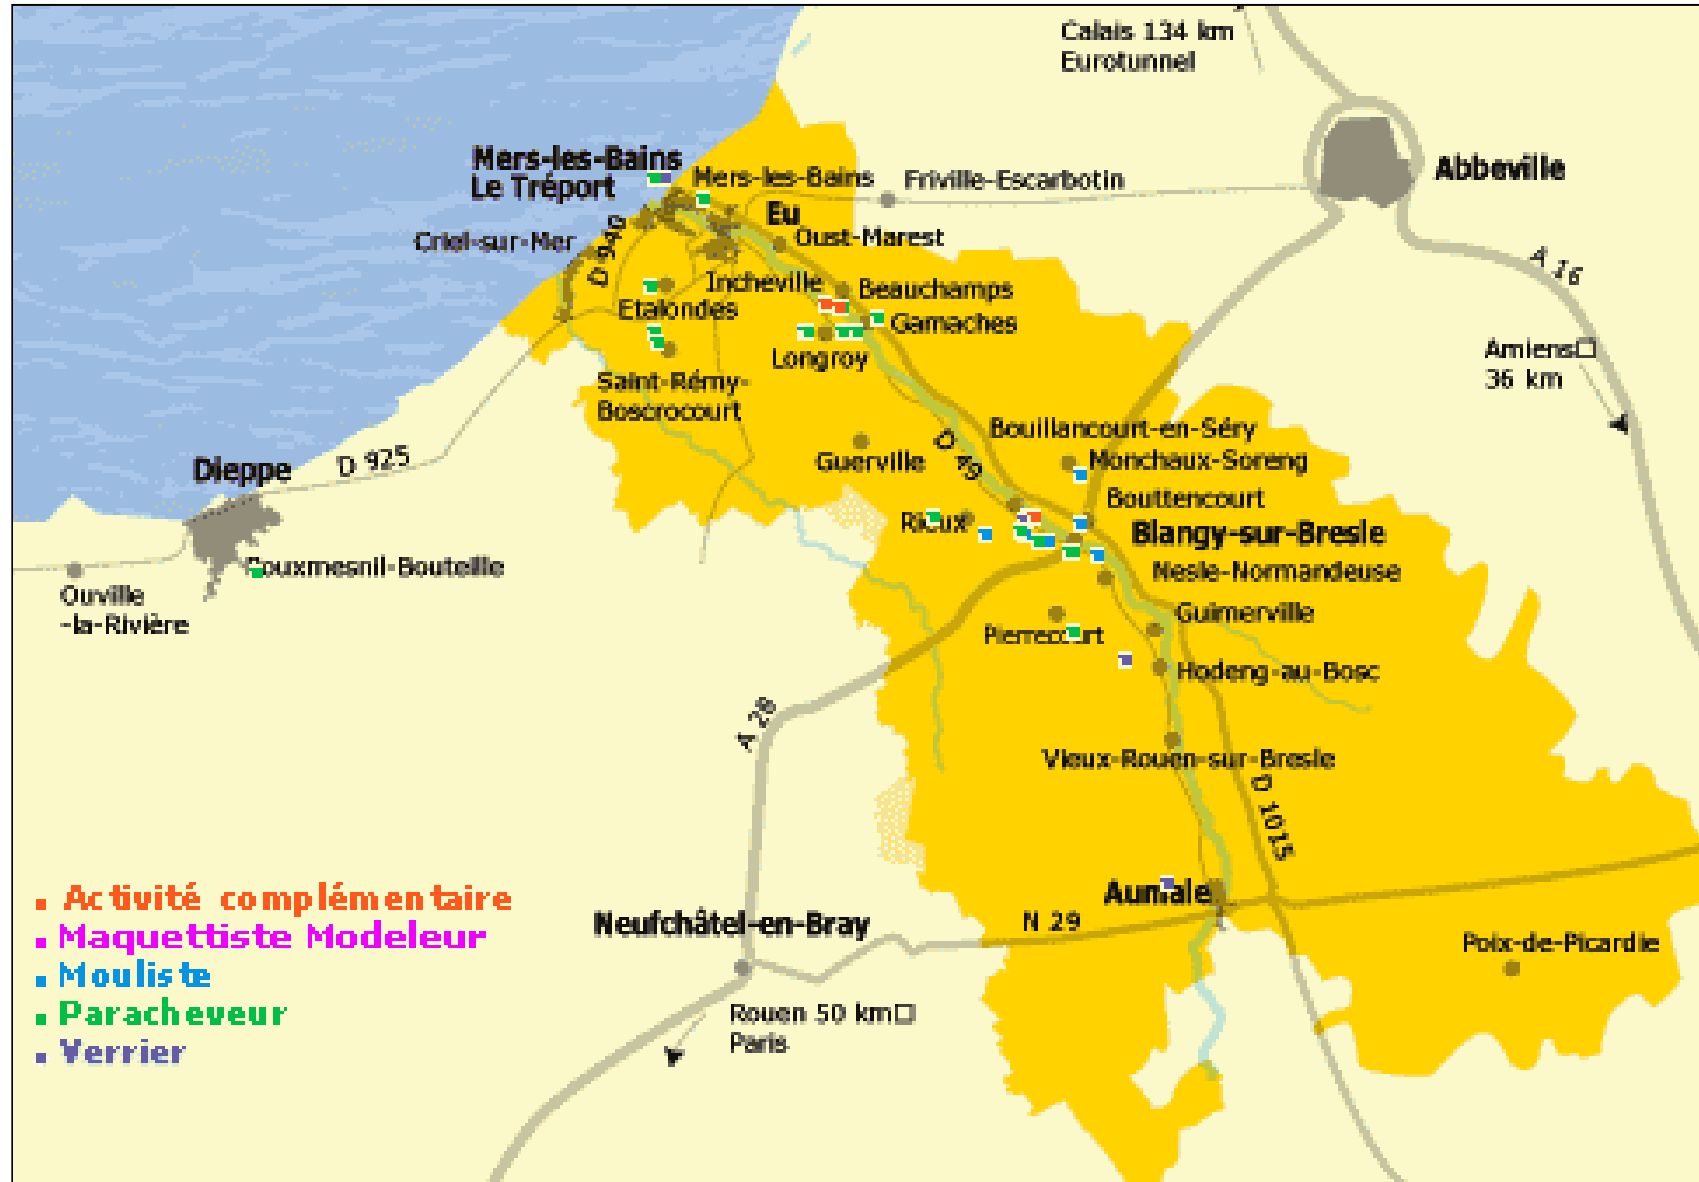 Calais 134 km
Eurotunnel
Mers-les-Bains
Le Tréport
Mers-les-Bains
Friville-Escarbotin
Abbeville
Eu
Criel-sur-Mer
D 940
Oust-Marest
A 16
Incheville
Beauchamps
Etalondes
Gamaches
Longroy
Amiens
36 km
Saint-Rémy-
Boscrocourt
D 49
Bouillancourt-en-Séry
Guerville
Monchaux-Soreng
Dieppe
D 925
Bouttencourt
Rieux
Blangy-sur-Bresle
Rouxmesnil-Bouteille
Nesle-Normandeuse
Ouville
-la-Rivière
Guimerville
Pierrecourt
Hodeng-au-Bosc
A 28
Vieux-Rouen-sur-Bresle
D 1015
Activité complémentaire
Maquettiste Modeleur
Mouliste
Paracheveur
Verrier
Aumale
Neufchâtel-en-Bray
N 29
Poix-de-Picardie
Rouen 50 km
Paris